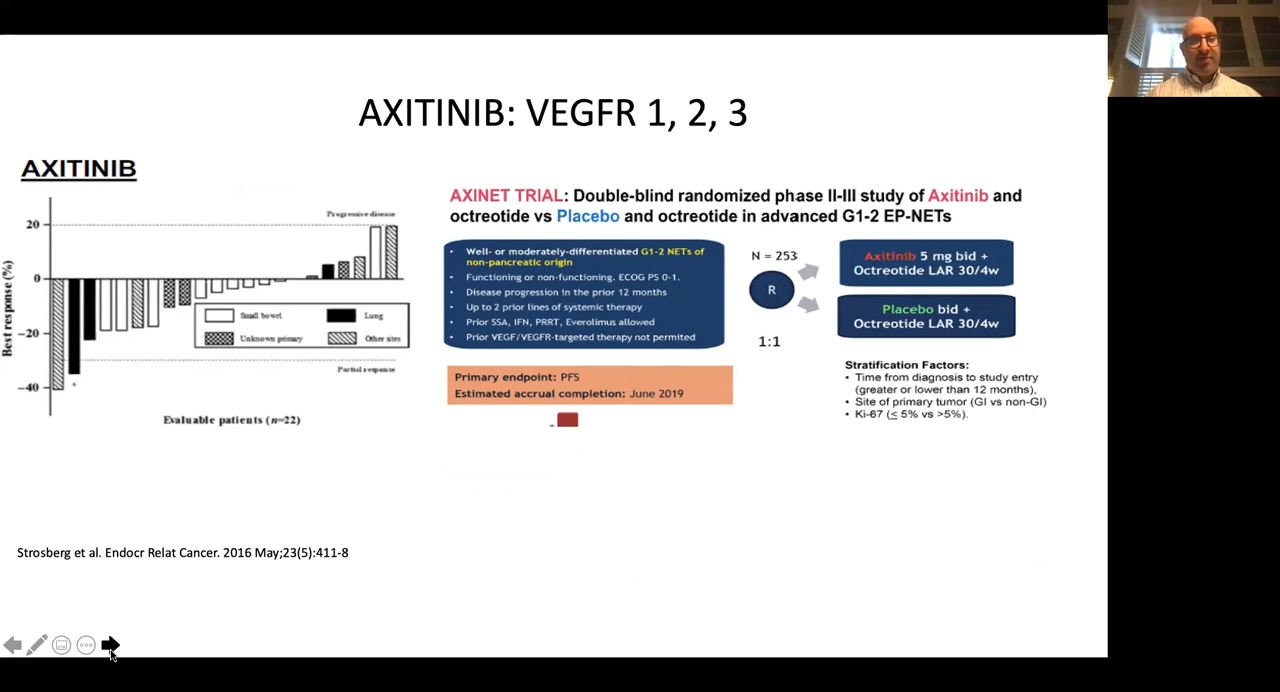 AXITINIB: VEGFR 1, 2, 3
AXITINIB
Best response (%)
20
0
−20
−40
Progressive disease
Small bowel
Lung
Unknown primary
Other sites
Partial response
*
Evaluable patients (n=22)
AXINET TRIAL: Double-blind randomized phase II-III study of Axitinib and
octreotide vs Placebo and octreotide in advanced G1-2 EP-NETs
• Well- or moderately-differentiated G1-2 NETs of
non-pancreatic origin
• Functioning or non-functioning. ECOG PS 0-1.
• Disease progression in the prior 12 months
• Up to 2 prior lines of systemic therapy
• Prior SSA, IFN, PRRT, Everolimus allowed
• Prior VEGF/VEGFR-targeted therapy not permited
Primary endpoint: PFS
Estimated accrual completion: June 2019
N = 253
R
1:1
Axitinib 5 mg bid +
Octreotide LAR 30/4w
Placebo bid +
Octreotide LAR 30/4w
Stratification Factors:
• Time from diagnosis to study entry
(greater or lower than 12 months),
• Site of primary tumor (GI vs non-GI)
• Ki-67 (≤ 5% vs >5%).
Strosberg et al. Endocr Relat Cancer. 2016 May;23(5):411-8